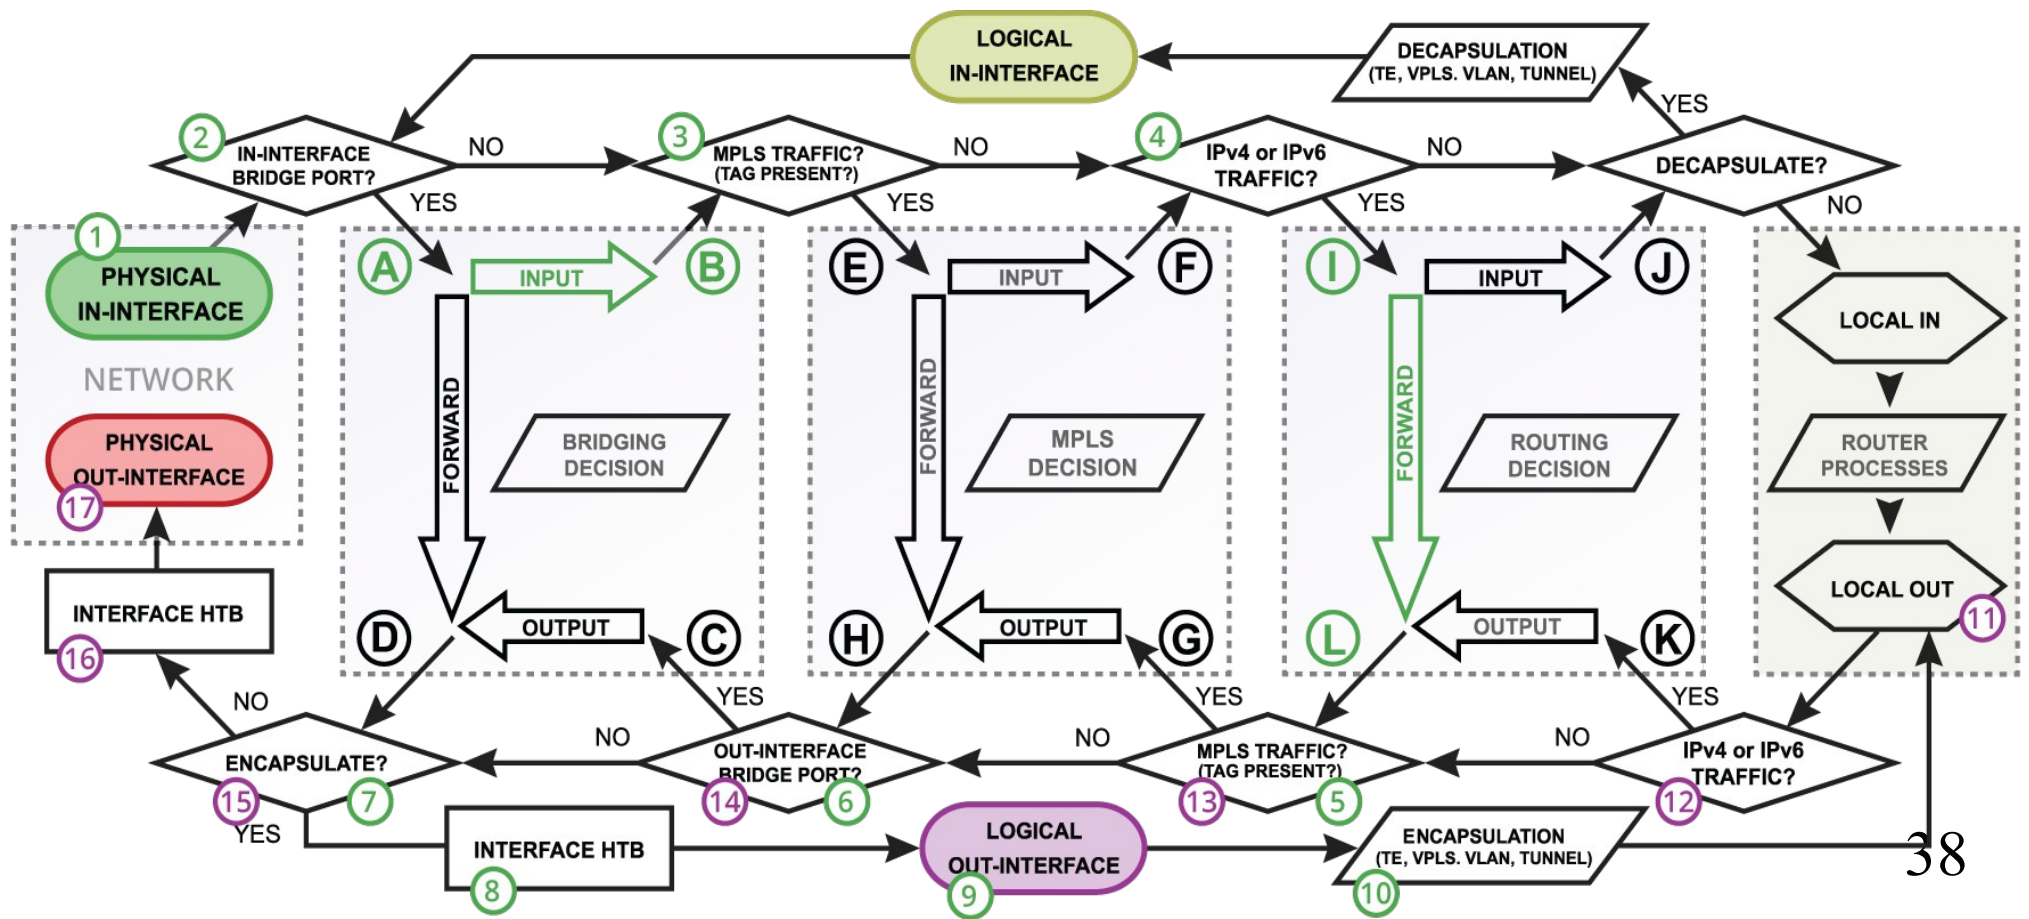 LOGICAL
IN-INTERFACE
DECAPSULATION
(TE, VPLS. VLAN, TUNNEL)
YES
2
IN-INTERFACE
BRIDGE PORT?
NO
3
MPLS TRAFFIC?
(TAG PRESENT?)
NO
4
IPv4 or IPv6
TRAFFIC?
NO
DECAPSULATE?
YES
YES
YES
NO
1
PHYSICAL
IN-INTERFACE
NETWORK
PHYSICAL
OUT-INTERFACE
17
A
INPUT
B
FORWARD
BRIDGING
DECISION
D
OUTPUT
C
E
INPUT
F
FORWARD
MPLS
DECISION
H
OUTPUT
G
I
INPUT
J
FORWARD
ROUTING
DECISION
L
OUTPUT
K
LOCAL IN
ROUTER
PROCESSES
LOCAL OUT
11
INTERFACE HTB
16
NO
YES
YES
YES
ENCAPSULATE?
15
7
NO
OUT-INTERFACE
BRIDGE PORT?
14
6
NO
MPLS TRAFFIC?
(TAG PRESENT?)
13
5
NO
IPv4 or IPv6
TRAFFIC?
12
YES
INTERFACE HTB
8
LOGICAL
OUT-INTERFACE
9
ENCAPSULATION
(TE, VPLS. VLAN, TUNNEL)
10
38